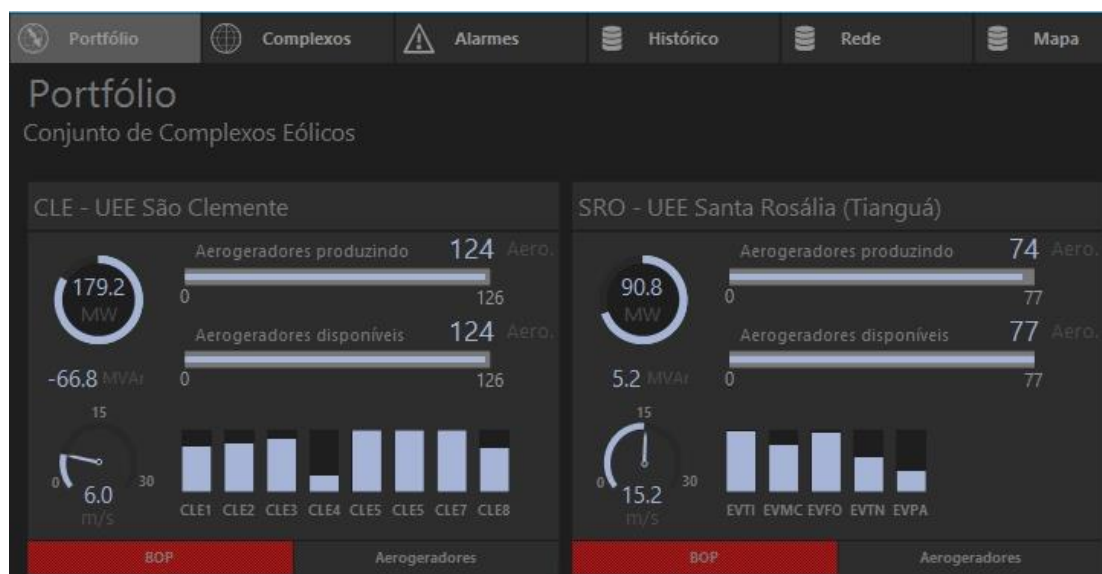 Portfólio Complexos Alarmes Histórico Rede Mapa
Portfólio
Conjunto de Complexos Eólicos
CLE - UEE São Clemente
179.2
MW
Aerogeradores produzindo 124 Aero.
0 126
Aerogeradores disponíveis 124 Aero.
0 126
-66.8 MVAr
15
0 30
6.0
m/s
CLE1 CLE2 CLE3 CLE4 CLE5 CLE5 CLE7 CLE8
BOP Aerogeradores
SRO - UEE Santa Rosália (Tianguá)
90.8
MW
Aerogeradores produzindo 74 Aero.
0 77
Aerogeradores disponíveis 77 Aero.
0 77
5.2 MVAr
15
0 30
15.2
m/s
EVTI EVMC EVFO EVTN EVPA
BOP Aerogeradores